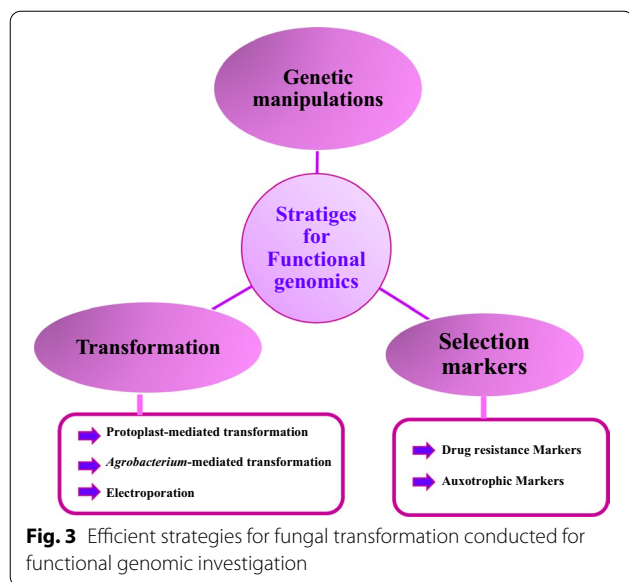 Genetic
manipulations
Stratiges
for
Functional
genomics
Transformation
Selection
markers
Protoplast-mediated transformation
Agrobacterium-mediated transformation
Electroporation
Drug resistance Markers
Auxotrophic Markers
Fig. 3 Efficient strategies for fungal transformation conducted for
functional genomic investigation